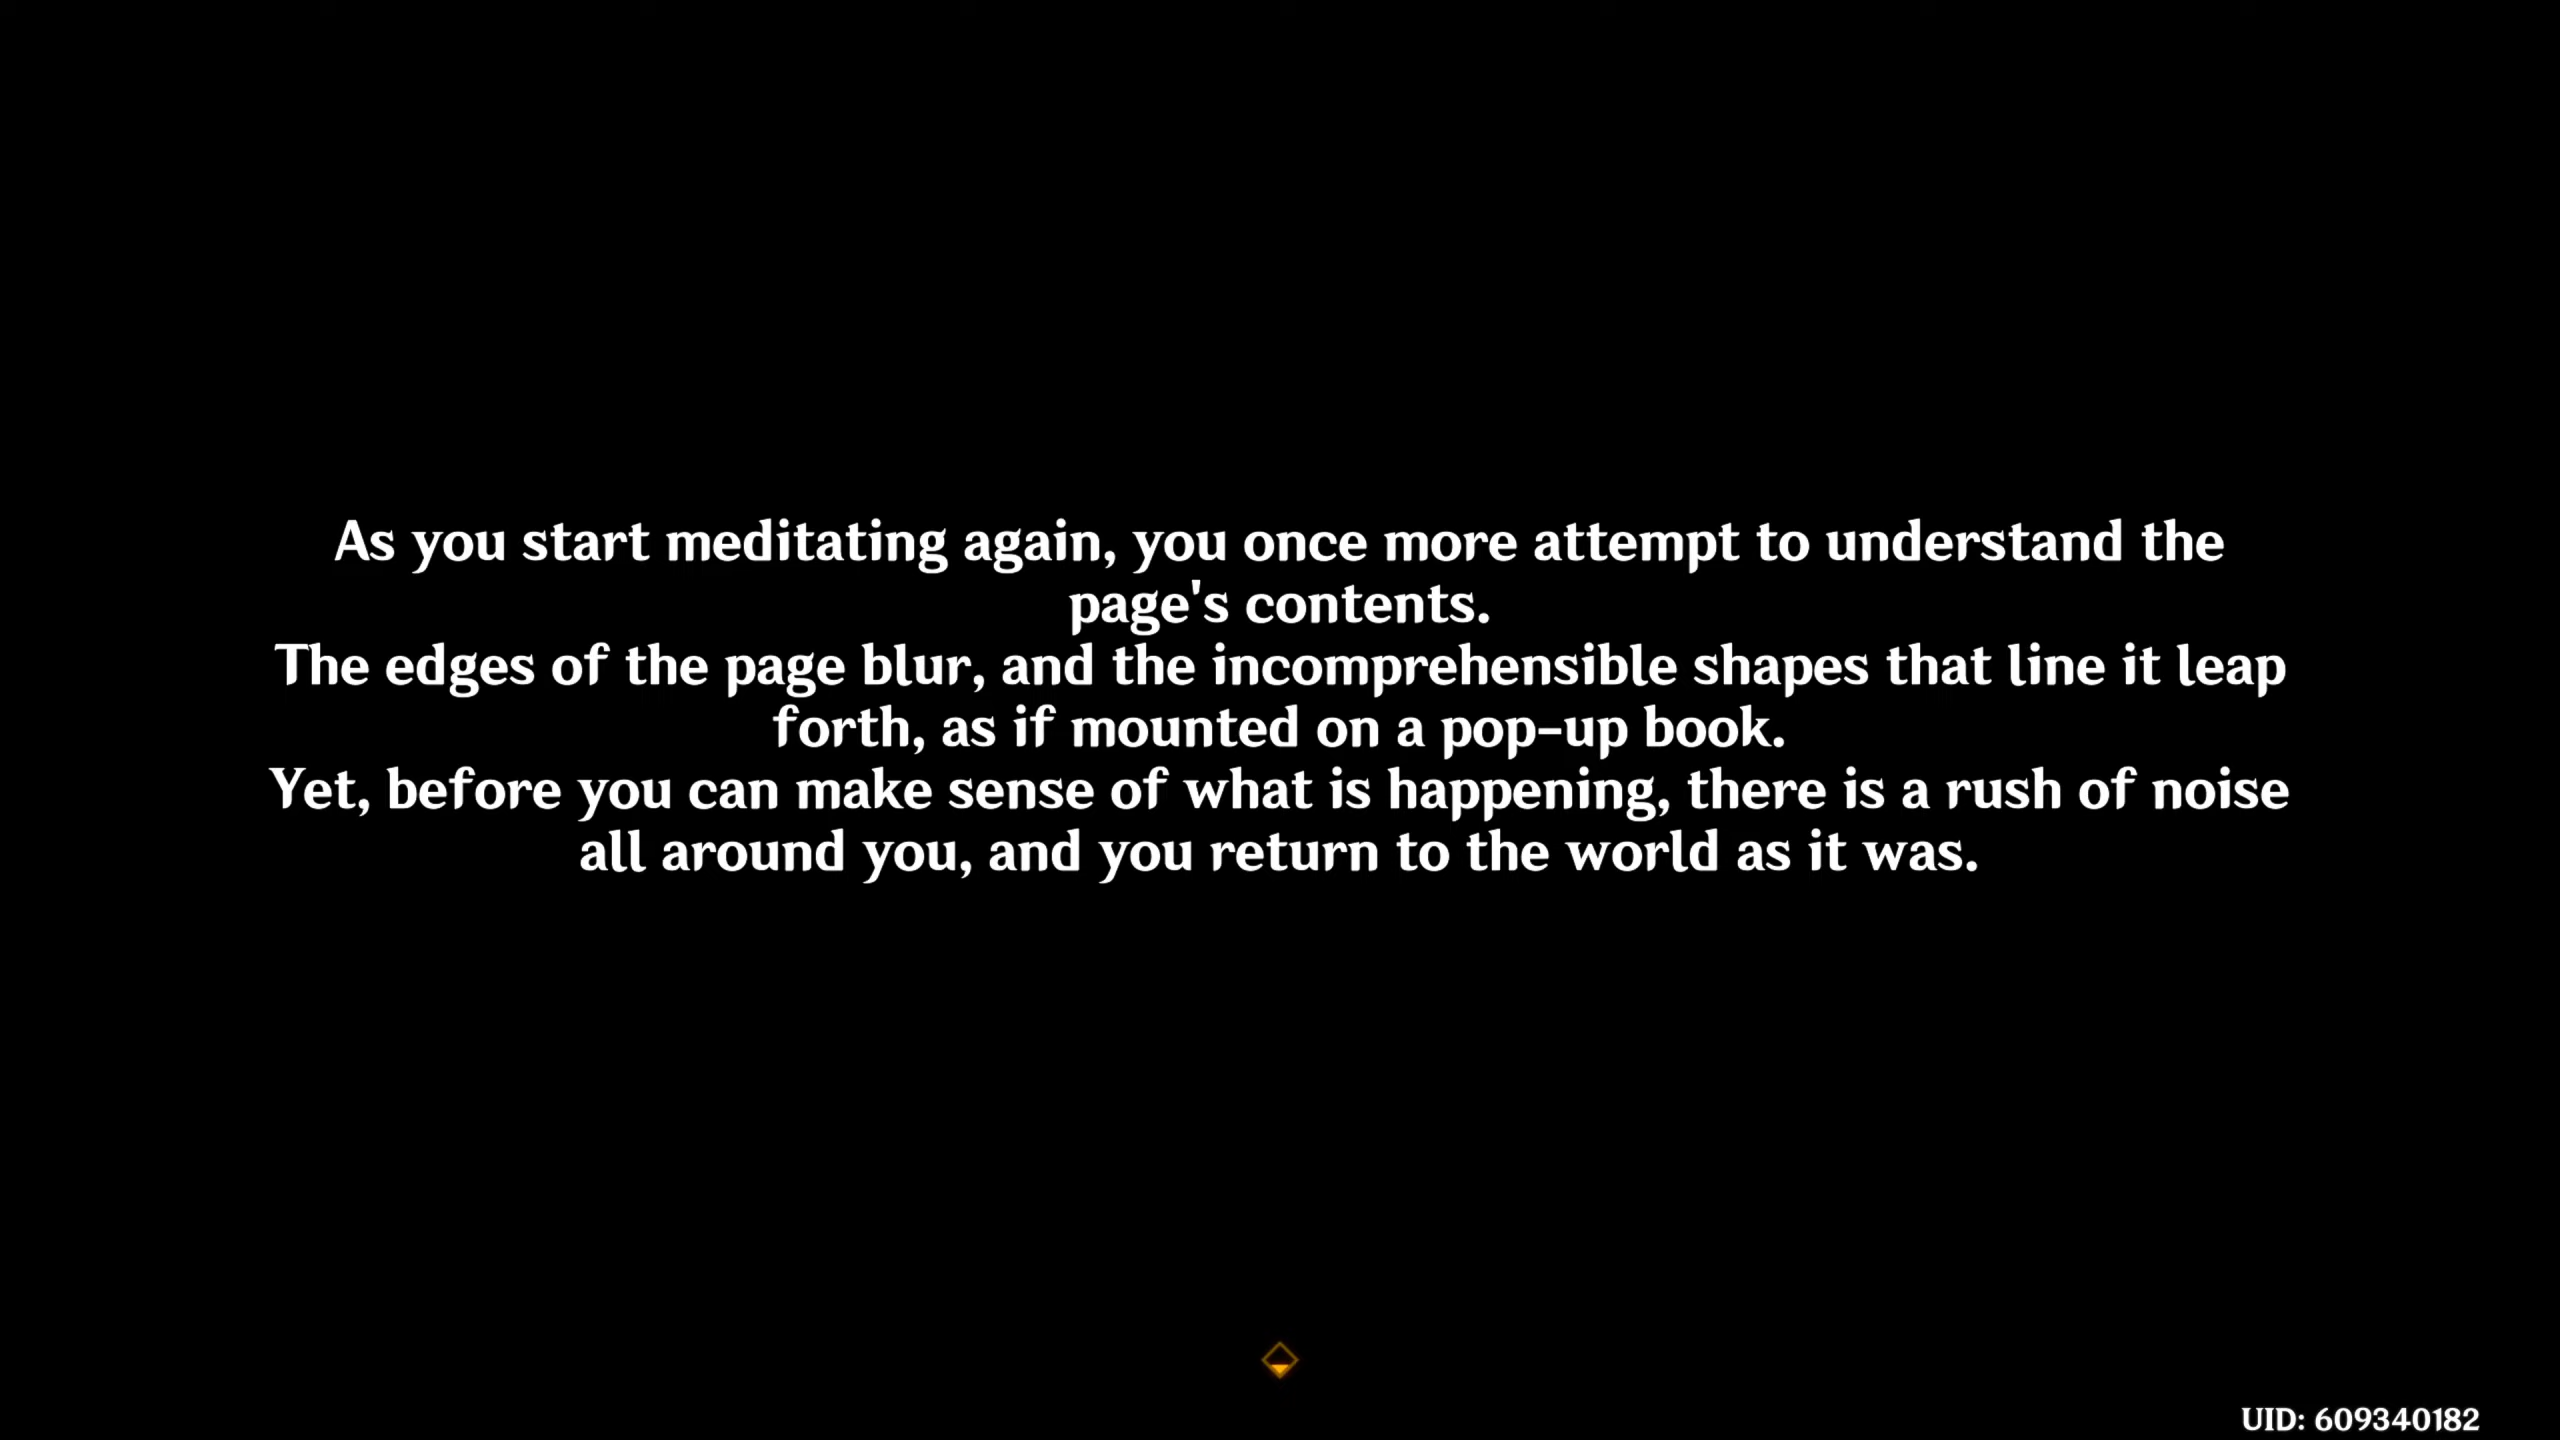 As you start meditating again, you once more attempt to understand the
page's contents.
The edges of the page blur, and the incomprehensible shapes that line it leap
forth, as if mounted on a pop-up book.
Yet, before you can make sense of what is happening, there is a rush of noise
all around you, and you return to the world as it was.
UID: 609340182